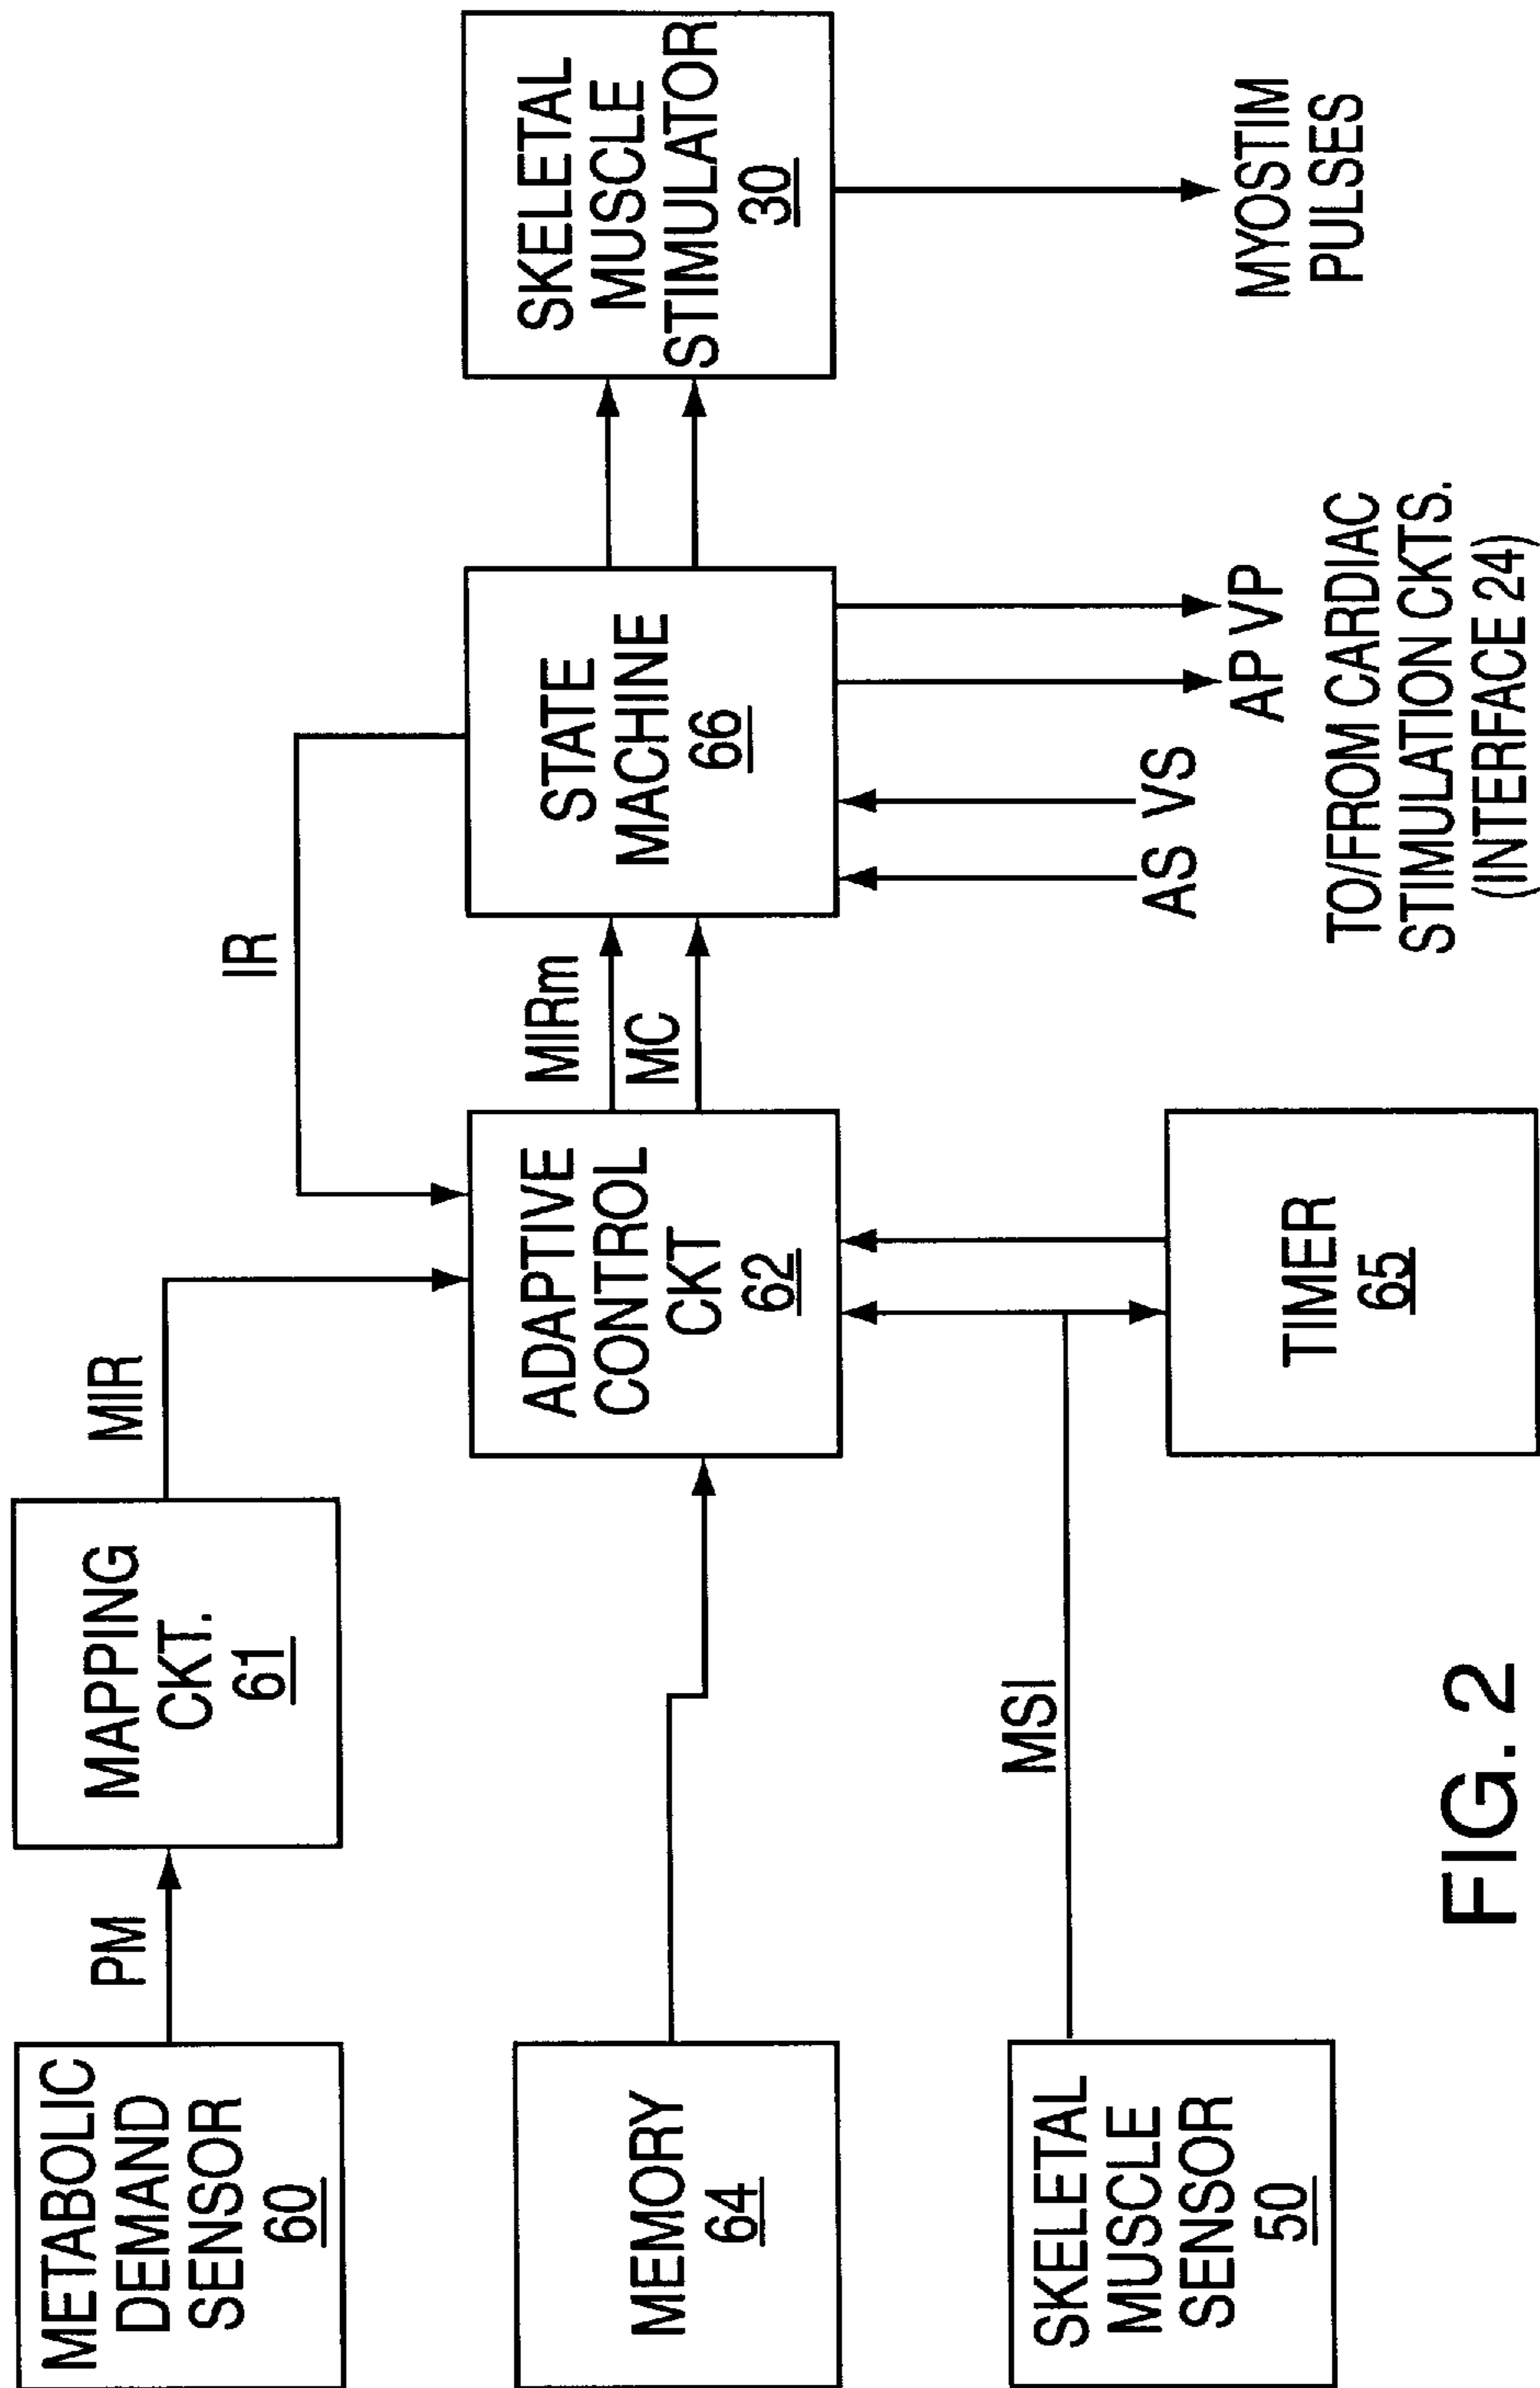 METABOLIC
DEMAND
SENSOR
60
PM
MAPPING
CKT.
61
MIR
IR
MEMORY
64
ADAPTIVE
CONTROL
CKT
62
MIRm
MC
STATE
MACHINE
66
SKELETAL
MUSCLE
STIMULATOR
30
SKELETAL
MUSCLE
SENSOR
50
MSI
TIMER
65
AS VS
AP VP
MYOSTIM
PULSES
TO/FROM CARDIAC
STIMULATION CKTS.
(INTERFACE 24)
FIG. 2